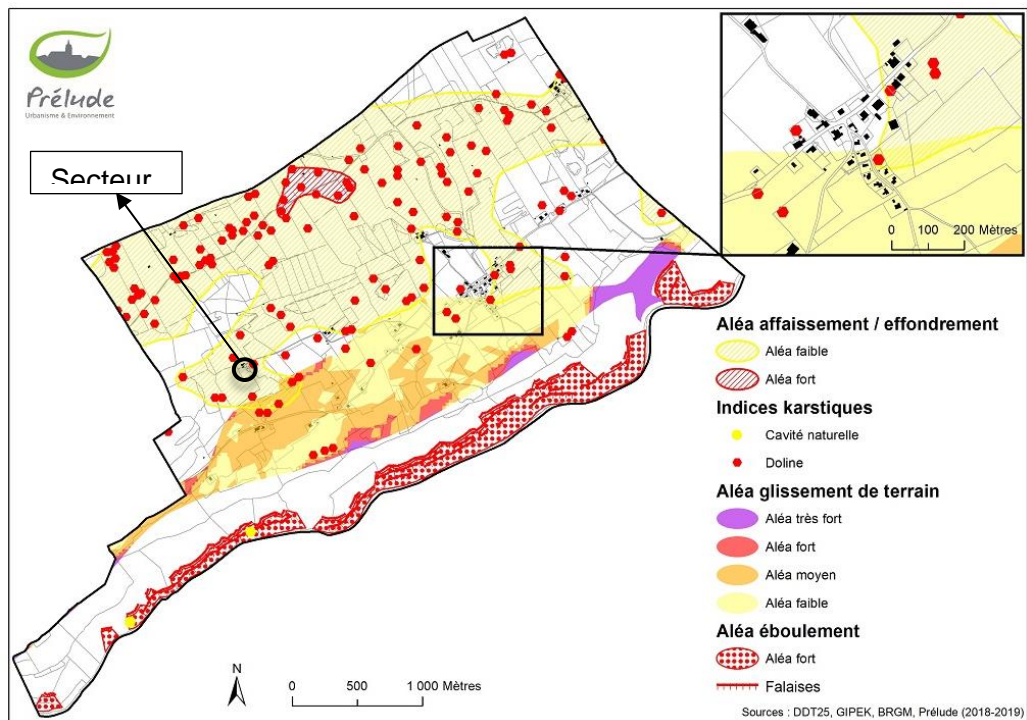 Prélude
Urbanisme & Environnement
Secteur
0 100 200 Mètres
Aléa affaissement / effondrement
Aléa faible
Aléa fort
Indices karstiques
Cavité naturelle
Doline
Aléa glissement de terrain
Aléa très fort
Aléa fort
Aléa moyen
Aléa faible
Aléa éboulement
Aléa fort
Falaises
N
0 500 1 000 Mètres
Sources : DDT25, GIPEK, BRGM, Prélude (2018-2019)